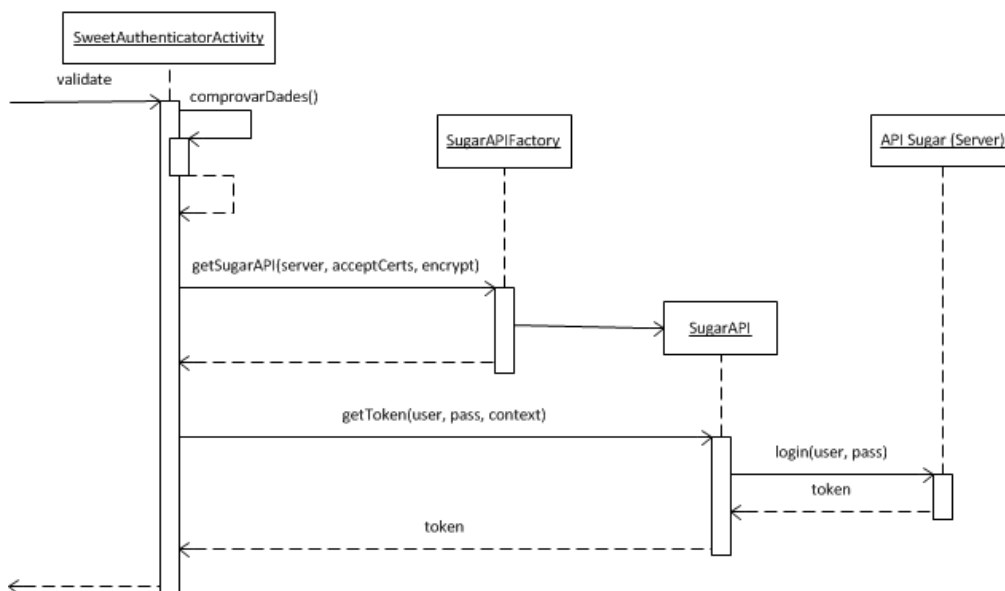 SweetAuthenticatorActivity
validate
comprovarDades()
SugarAPIFactory
API Sugar (Server)
getSugarAPI(server, acceptCerts, encrypt)
SugarAPI
getToken(user, pass, context)
login(user, pass)
token
token